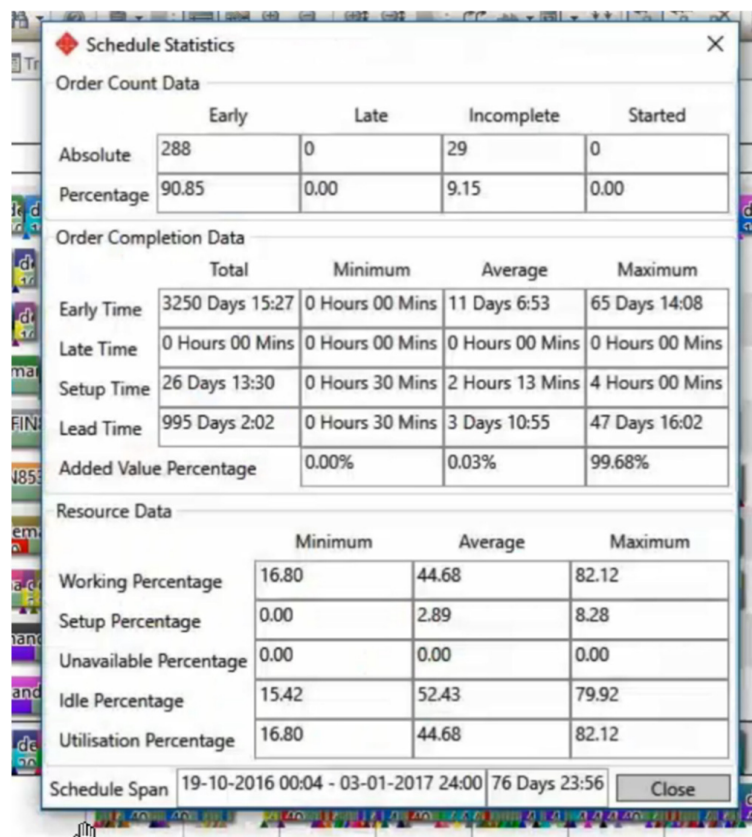 Schedule Statistics
Order Count Data
Early Late Incomplete Started
Absolute 288 0 29 0
Percentage 90.85 0.00 9.15 0.00
Order Completion Data
Total Minimum Average Maximum
Early Time 3250 Days 15:27 0 Hours 00 Mins 11 Days 6:53 65 Days 14:08
Late Time 0 Hours 00 Mins 0 Hours 00 Mins 0 Hours 00 Mins 0 Hours 00 Mins
Setup Time 26 Days 13:30 0 Hours 30 Mins 2 Hours 13 Mins 4 Hours 00 Mins
Lead Time 995 Days 2:02 0 Hours 30 Mins 3 Days 10:55 47 Days 16:02
Added Value Percentage 0.00% 0.03% 99.68%
Resource Data
Minimum Average Maximum
Working Percentage 16.80 44.68 82.12
Setup Percentage 0.00 2.89 8.28
Unavailable Percentage 0.00 0.00 0.00
Idle Percentage 15.42 52.43 79.92
Utilisation Percentage 16.80 44.68 82.12
Schedule Span 19-10-2016 00:04 - 03-01-2017 24:00 76 Days 23:56 Close